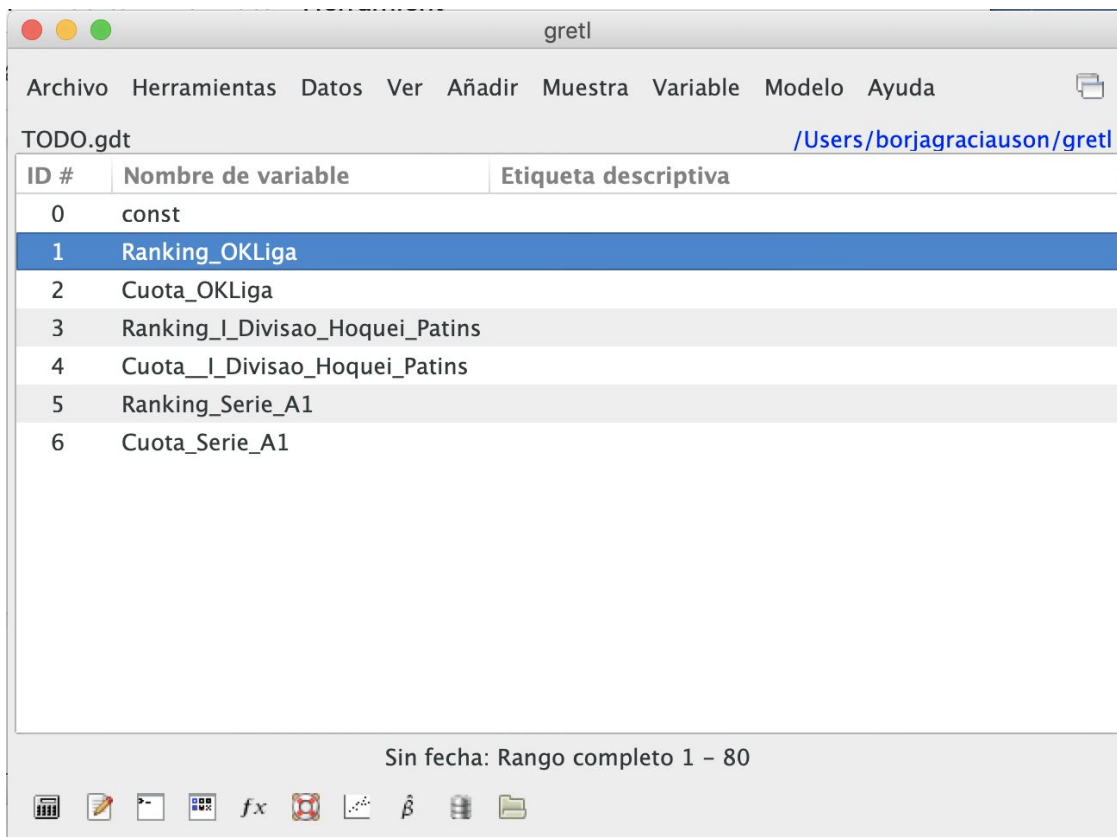 gretl
Archivo Herramientas Datos Ver Añadir Muestra Variable Modelo Ayuda
TODO.gdt /Users/borjagraciauson/gretl
ID # Nombre de variable Etiqueta descriptiva
0 const
1 Ranking_OKLiga
2 Cuota_OKLiga
3 Ranking_I_Divisao_Hoquei_Patins
4 Cuota__I_Divisao_Hoquei_Patins
5 Ranking_Serie_A1
6 Cuota_Serie_A1
Sin fecha: Rango completo 1 – 80
fx β̂